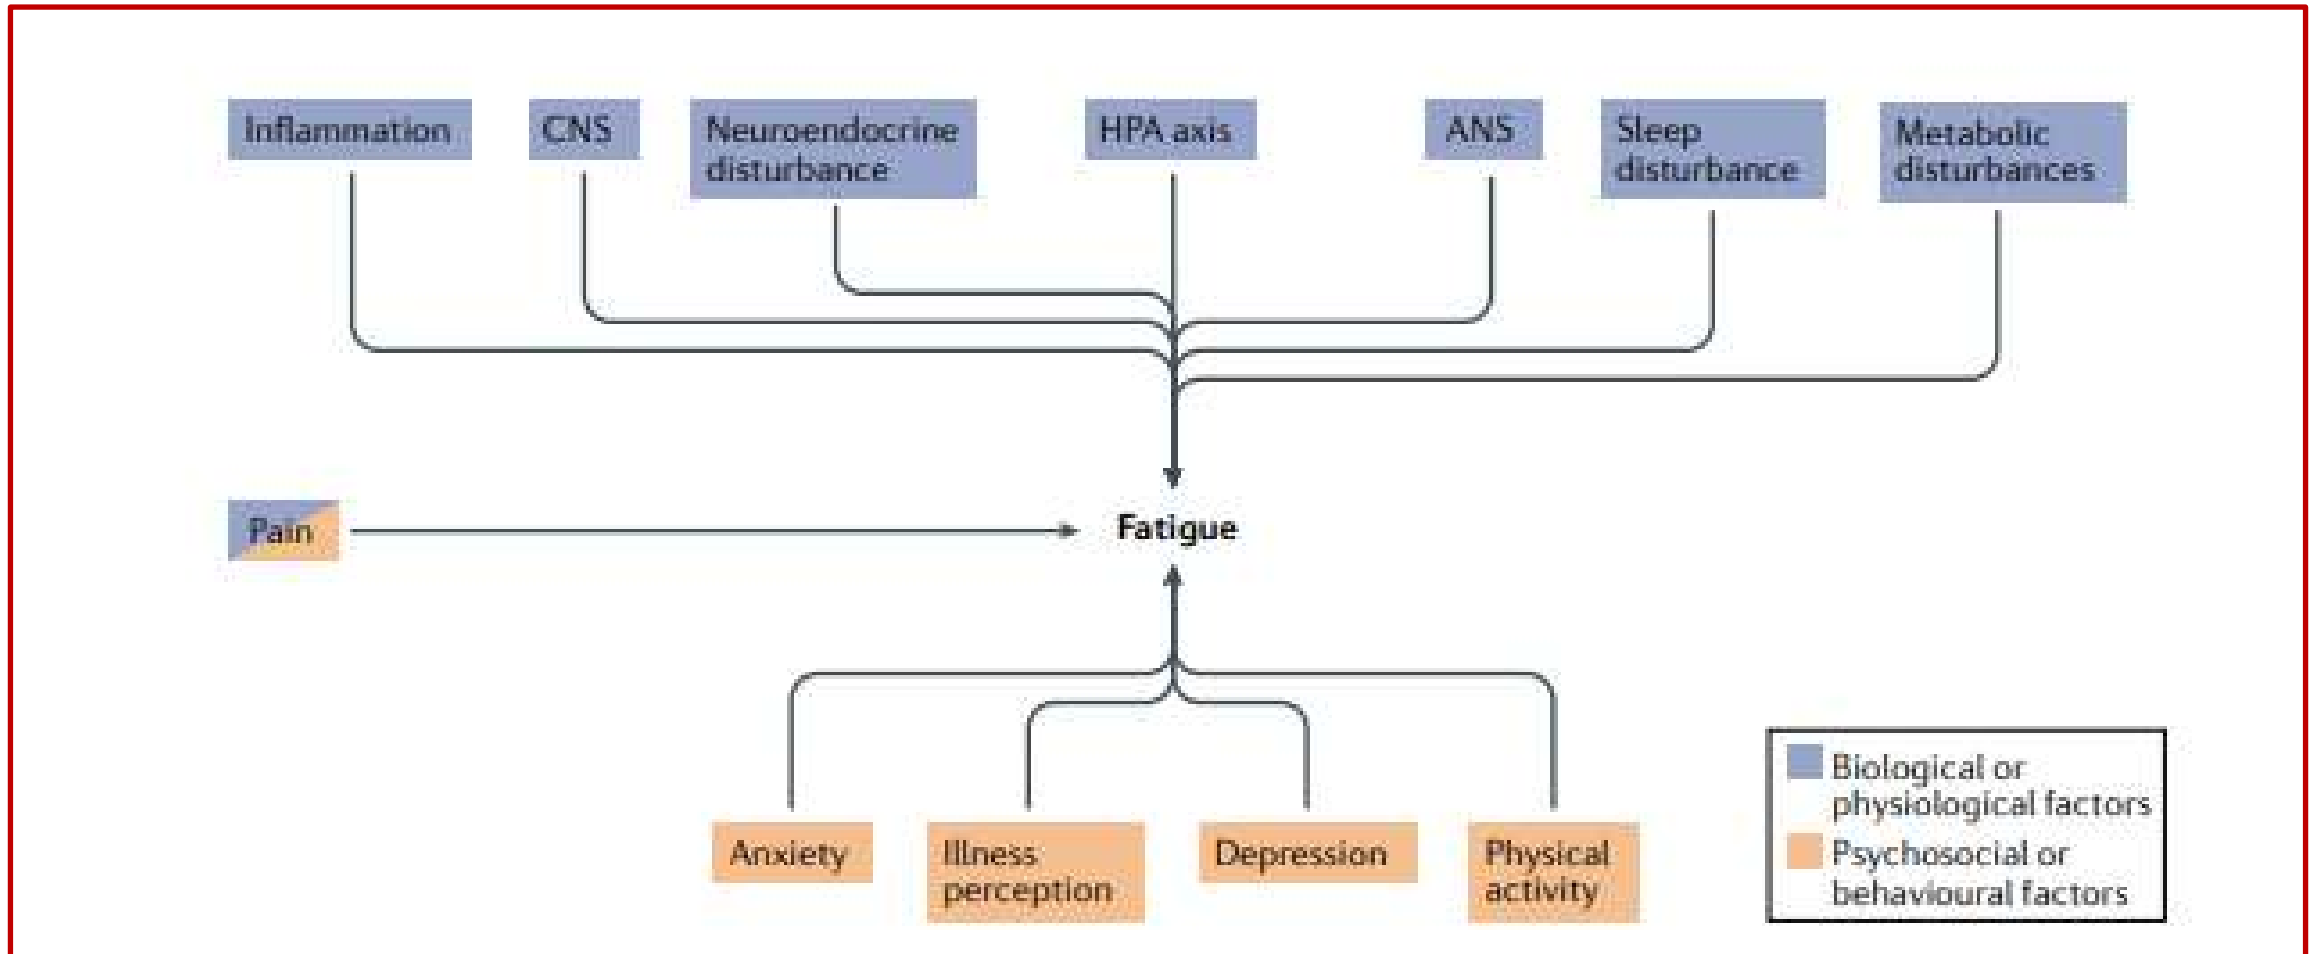 Inflammation
CNS
Neuroendocrine
disturbance
HPA axis
ANS
Sleep
disturbance
Metabolic
disturbances
Pain
Fatigue
Anxiety
Illness
perception
Depression
Physical
activity
Biological or
physiological factors
Psychosocial or
behavioural factors